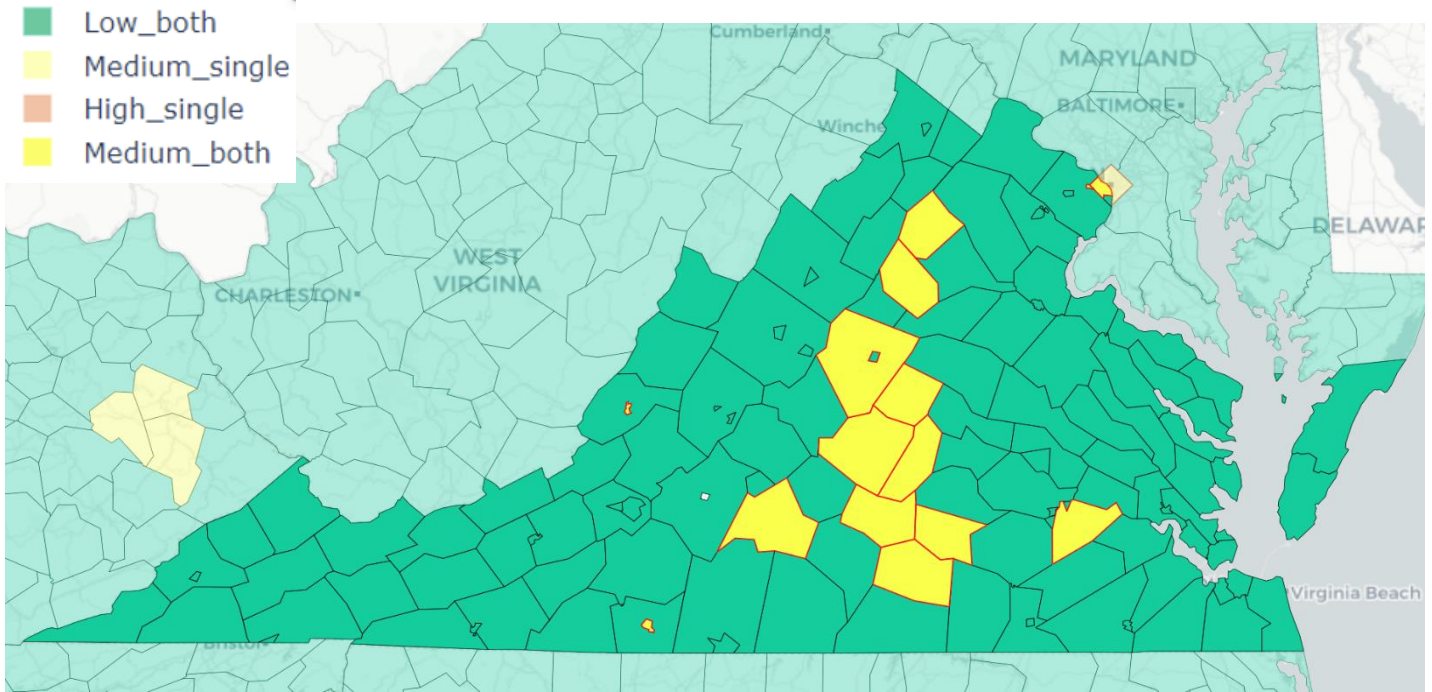 Low_both
Medium_single
High_single
Medium_both
Cumberland
MARYLAND
BALTIMORE
Winche
WEST
VIRGINIA
DELAWAR
CHARLESTON
Virginia Beach
Bristol